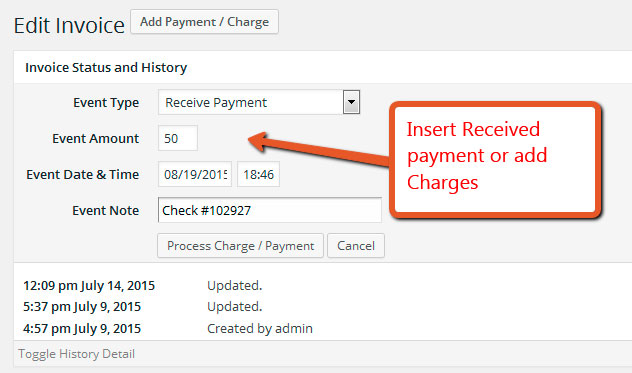 Edit Invoice Add Payment / Charge
Invoice Status and History
Event Type Receive Payment
Event Amount 50
Event Date & Time 08/19/2015 18:46
Event Note Check #102927
Process Charge / Payment Cancel
Insert Received
payment or add
Charges
12:09 pm July 14, 2015 Updated.
5:37 pm July 9, 2015 Updated.
4:57 pm July 9, 2015 Created by admin
Toggle History Detail